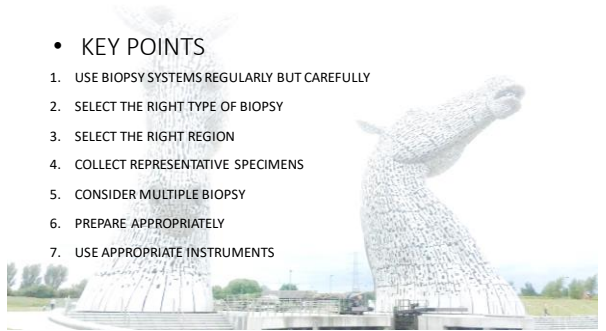 • KEY POINTS
1. USE BIOPSY SYSTEMS REGULARLY BUT CAREFULLY
2. SELECT THE RIGHT TYPE OF BIOPSY
3. SELECT THE RIGHT REGION
4. COLLECT REPRESENTATIVE SPECIMENS
5. CONSIDER MULTIPLE BIOPSY
6. PREPARE APPROPRIATELY
7. USE APPROPRIATE INSTRUMENTS